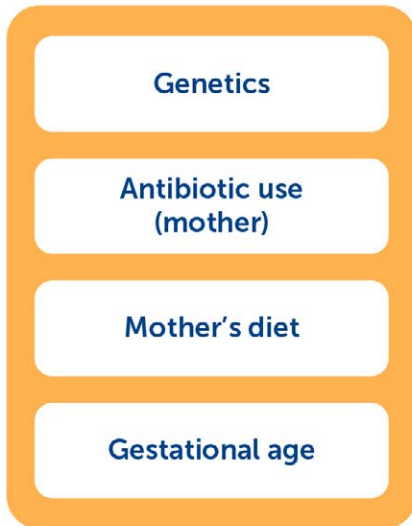 Genetics
Antibiotic use
(mother)
Mother's diet
Gestational age